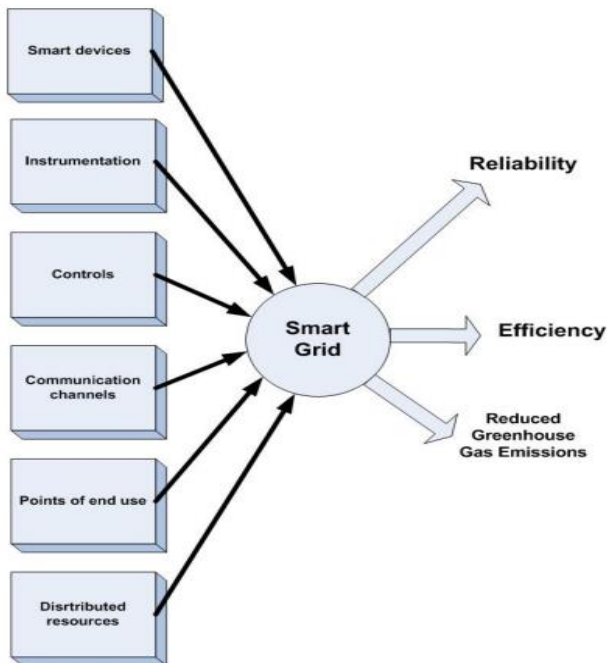 Smart devices
Instrumentation
Controls
Communication
channels
Points of end use
Disrtributed
resources
Smart
Grid
Reliability
Efficiency
Reduced
Greenhouse
Gas Emissions